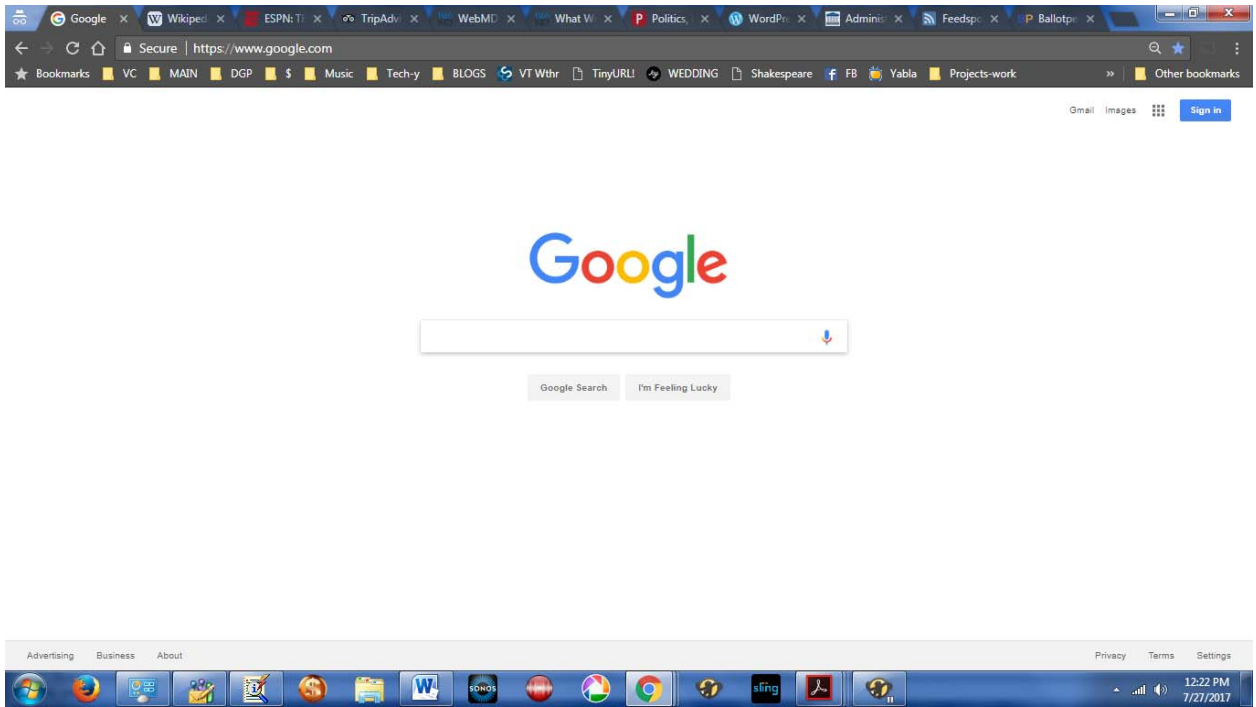 Google Wikiped ESPN: Ti TripAdvi WebMD What W Politics, WordPre Adminis Feedspo Ballotpe
Secure | https://www.google.com
Bookmarks VC MAIN DGP $ Music Tech-y BLOGS VT Wthr TinyURL! WEDDING Shakespeare FB Yabla Projects-work » Other bookmarks
Gmail Images Sign in
Google
Google Search I'm Feeling Lucky
Advertising Business About Privacy Terms Settings
SONOS sling 12:22 PM
7/27/2017